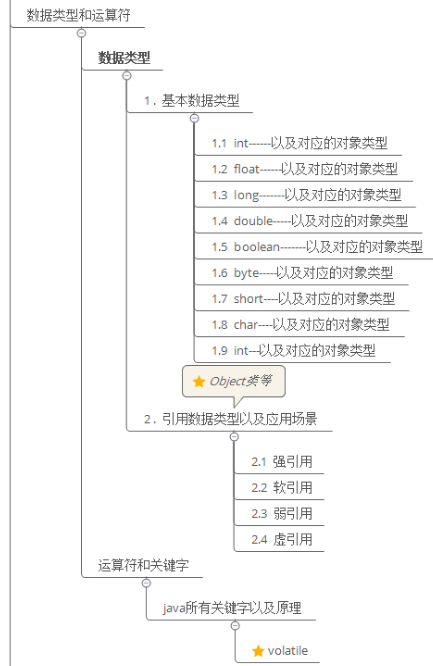 数据类型和运算符
数据类型
1．基本数据类型
1.1 int------以及对应的对象类型
1.2 float------以及对应的对象类型
1.3 long-------以及对应的对象类型
1.4 double-----以及对应的对象类型
1.5 boolean-------以及对应的对象类型
1.6 byte-----以及对应的对象类型
1.7 short----以及对应的对象类型
1.8 char----以及对应的对象类型
1.9 int---以及对应的对象类型
Object类等
2．引用数据类型以及应用场景
2.1 强引用
2.2 软引用
2.3 弱引用
2.4 虚引用
运算符和关键字
java所有关键字以及原理
volatile